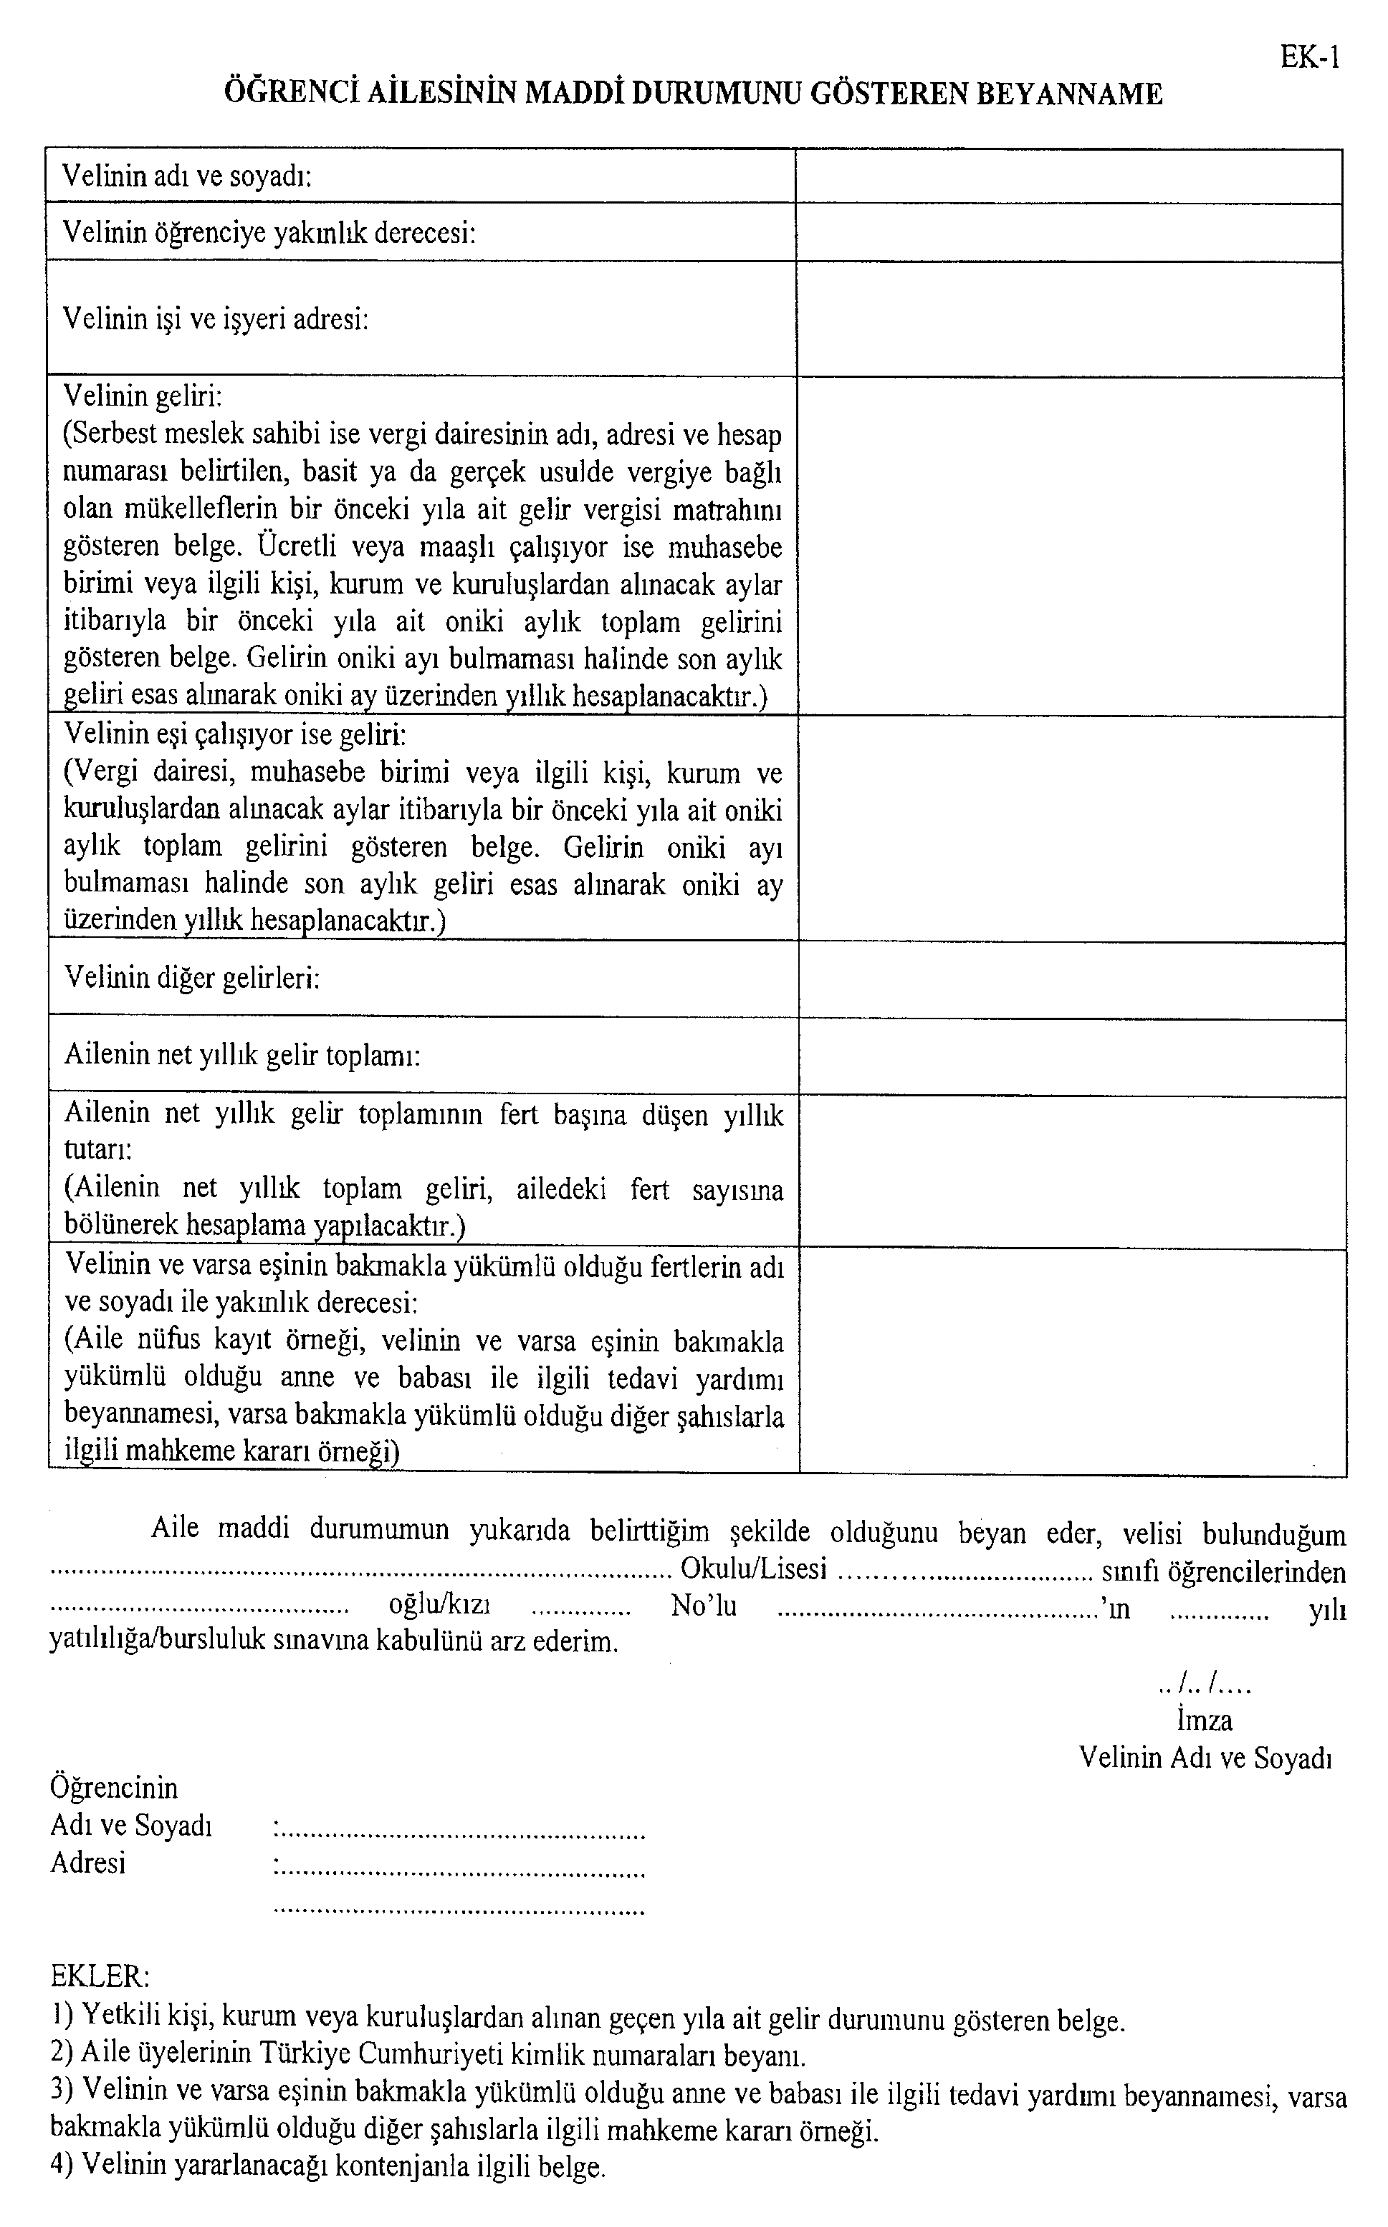 EK-1
ÖĞRENCİ AİLESİNİN MADDİ DURUMUNU GÖSTEREN BEYANNAME
Velinin adı ve soyadı:
Velinin öğrenciye yakınlık derecesi:
Velinin işi ve işyeri adresi:
Velinin geliri:
(Serbest meslek sahibi ise vergi dairesinin adı, adresi ve hesap
numarası belirtilen, basit ya da gerçek usulde vergiye bağlı
olan mükelleflerin bir önceki yıla ait gelir vergisi matrahını
gösteren belge. Ücretli veya maaşlı çalışıyor ise muhasebe
birimi veya ilgili kişi, kurum ve kuruluşlardan alınacak aylar
itibarıyla bir önceki yıla ait oniki aylık toplam gelirini
gösteren belge. Gelirin oniki ayı bulmaması halinde son aylık
geliri esas alınarak oniki ay üzerinden yıllık hesaplanacaktır.)
Velinin eşi çalışıyor ise geliri:
(Vergi dairesi, muhasebe birimi veya ilgili kişi, kurum ve
kuruluşlardan alınacak aylar itibarıyla bir önceki yıla ait oniki
aylık toplam gelirini gösteren belge. Gelirin oniki ayı
bulmaması halinde son aylık geliri esas alınarak oniki ay
üzerinden yıllık hesaplanacaktır.)
Velinin diğer gelirleri:
Ailenin net yıllık gelir toplamı:
Ailenin net yıllık gelir toplamının fert başına düşen yıllık
tutarı:
(Ailenin net yıllık toplam geliri, ailedeki fert sayısına
bölünerek hesaplama yapılacaktır.)
Velinin ve varsa eşinin bakmakla yükümlü olduğu fertlerin adı
ve soyadı ile yakınlık derecesi:
(Aile nüfus kayıt örneği, velinin ve varsa eşinin bakmakla
yükümlü olduğu anne ve babası ile ilgili tedavi yardımı
beyannamesi, varsa bakmakla yükümlü olduğu diğer şahıslarla
ilgili mahkeme kararı örneği)
Aile maddi durumumun yukarıda belirttiğim şekilde olduğunu beyan eder, velisi bulunduğum
........................................................................................ Okulu/Lisesi .................................... sınıfı öğrencilerinden
.......................................... oğlu/kızı .............. No'lu .............................................'ın .............. yılı
yatılılığa/bursluluk sınavına kabulünü arz ederim.
../../....
İmza
Velinin Adı ve Soyadı
Öğrencinin
Adı ve Soyadı :...................................................
Adresi :...................................................
....................................................
EKLER:
1) Yetkili kişi, kurum veya kuruluşlardan alınan geçen yıla ait gelir durumunu gösteren belge.
2) Aile üyelerinin Türkiye Cumhuriyeti kimlik numaraları beyanı.
3) Velinin ve varsa eşinin bakmakla yükümlü olduğu anne ve babası ile ilgili tedavi yardımı beyannamesi, varsa
bakmakla yükümlü olduğu diğer şahıslarla ilgili mahkeme kararı örneği.
4) Velinin yararlanacağı kontenjanla ilgili belge.